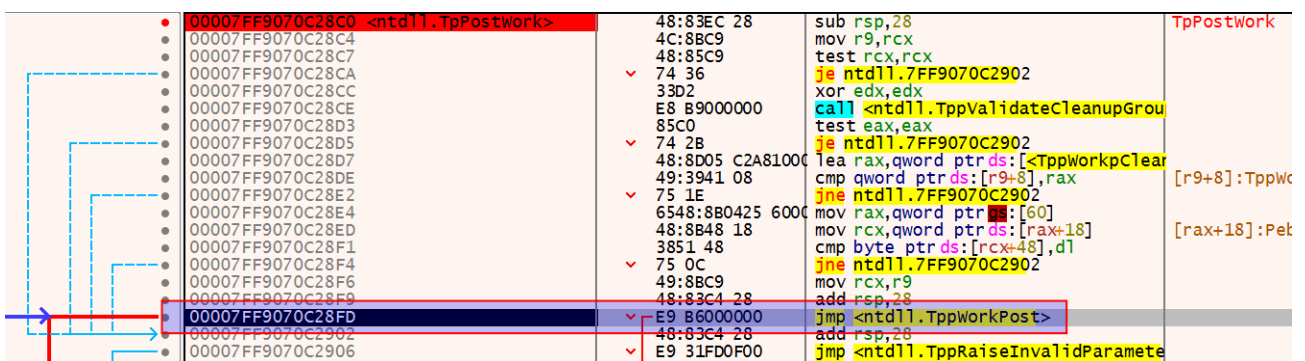 00007FF9070C28C0 <ntdll.TpPostWork> 48:83EC 28 sub rsp,28 TpPostWork
00007FF9070C28C4 4C:8BC9 mov r9,rcx
00007FF9070C28C7 48:85C9 test rcx,rcx
00007FF9070C28CA 74 36 je ntdll.7FF9070C2902
00007FF9070C28CC 33D2 xor edx,edx
00007FF9070C28CE E8 B9000000 call <ntdll.TppValidateCleanupGrou
00007FF9070C28D3 85C0 test eax,eax
00007FF9070C28D5 74 2B je ntdll.7FF9070C2902
00007FF9070C28D7 48:8D05 C2A81000 lea rax,qword ptr ds:[<TppWorkpClear
00007FF9070C28DE 49:3941 08 cmp qword ptr ds:[r9+8],rax [r9+8]:TppWo
00007FF9070C28E2 75 1E jne ntdll.7FF9070C2902
00007FF9070C28E4 6548:8B0425 6000 mov rax,qword ptr gs:[60]
00007FF9070C28ED 48:8B48 18 mov rcx,qword ptr ds:[rax+18] [rax+18]:Peb
00007FF9070C28F1 3851 48 cmp byte ptr ds:[rcx+48],dl
00007FF9070C28F4 75 0C jne ntdll.7FF9070C2902
00007FF9070C28F6 49:8BC9 mov rcx,r9
00007FF9070C28F9 48:83C4 28 add rsp,28
00007FF9070C28FD E9 B6000000 jmp <ntdll.TppWorkPost>
00007FF9070C2902 48:83C4 28 add rsp,28
00007FF9070C2906 E9 31FD0F00 jmp <ntdll.TppRaiseInvalidParamete